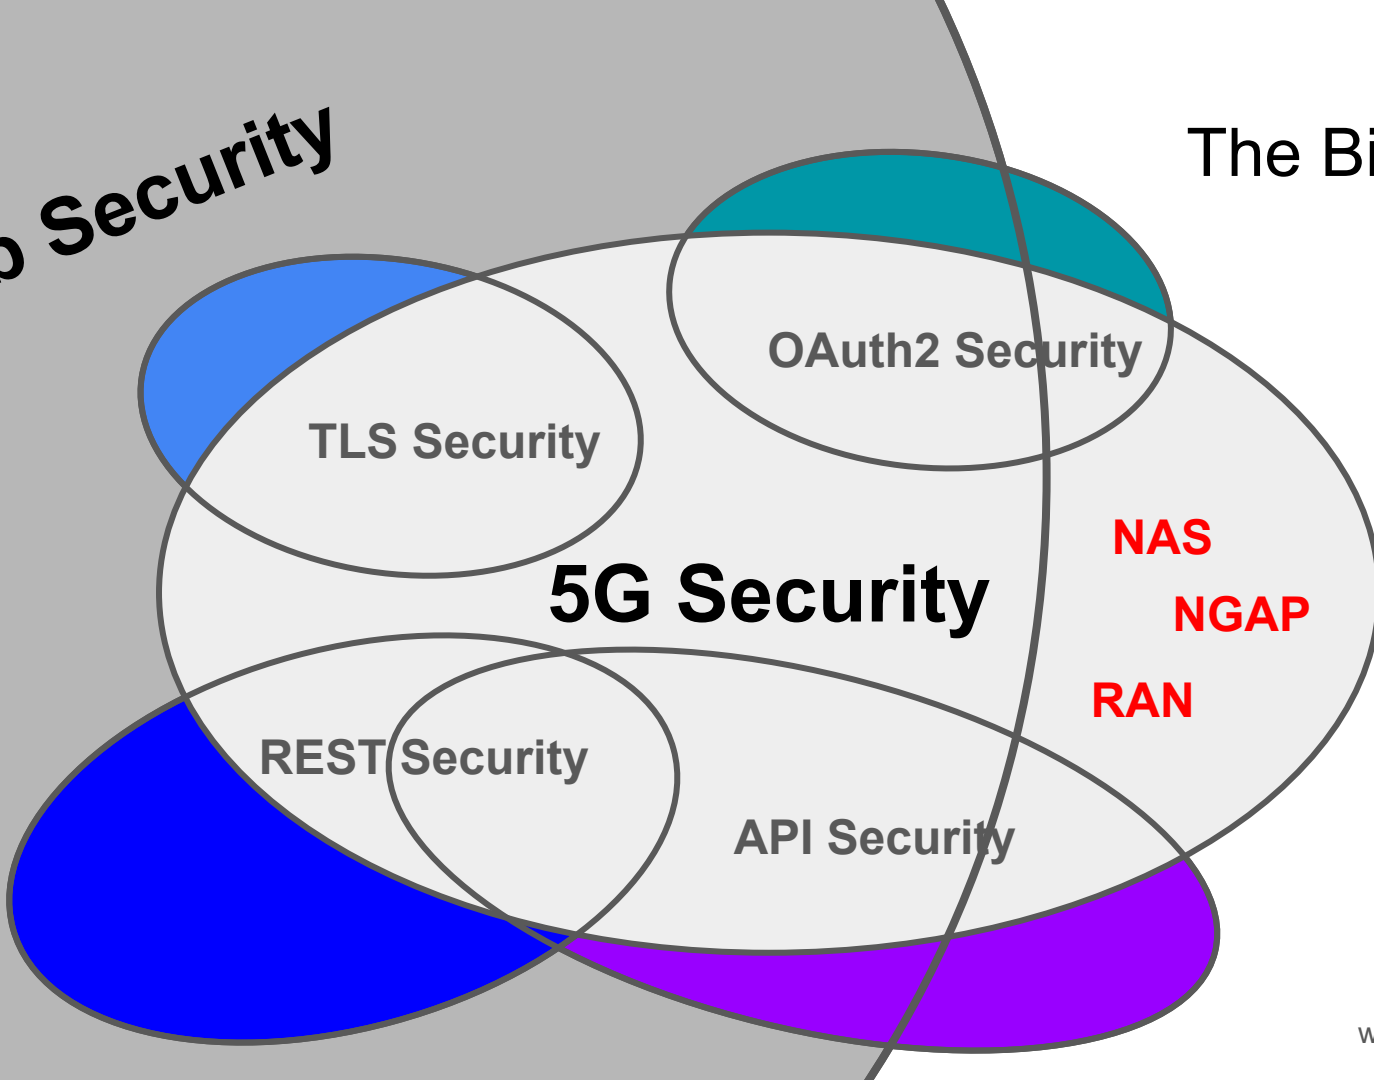 The Bi
Security
OAuth2 Security
TLS Security
NAS
5G Security
NGAP
RAN
REST Security
API Security
w